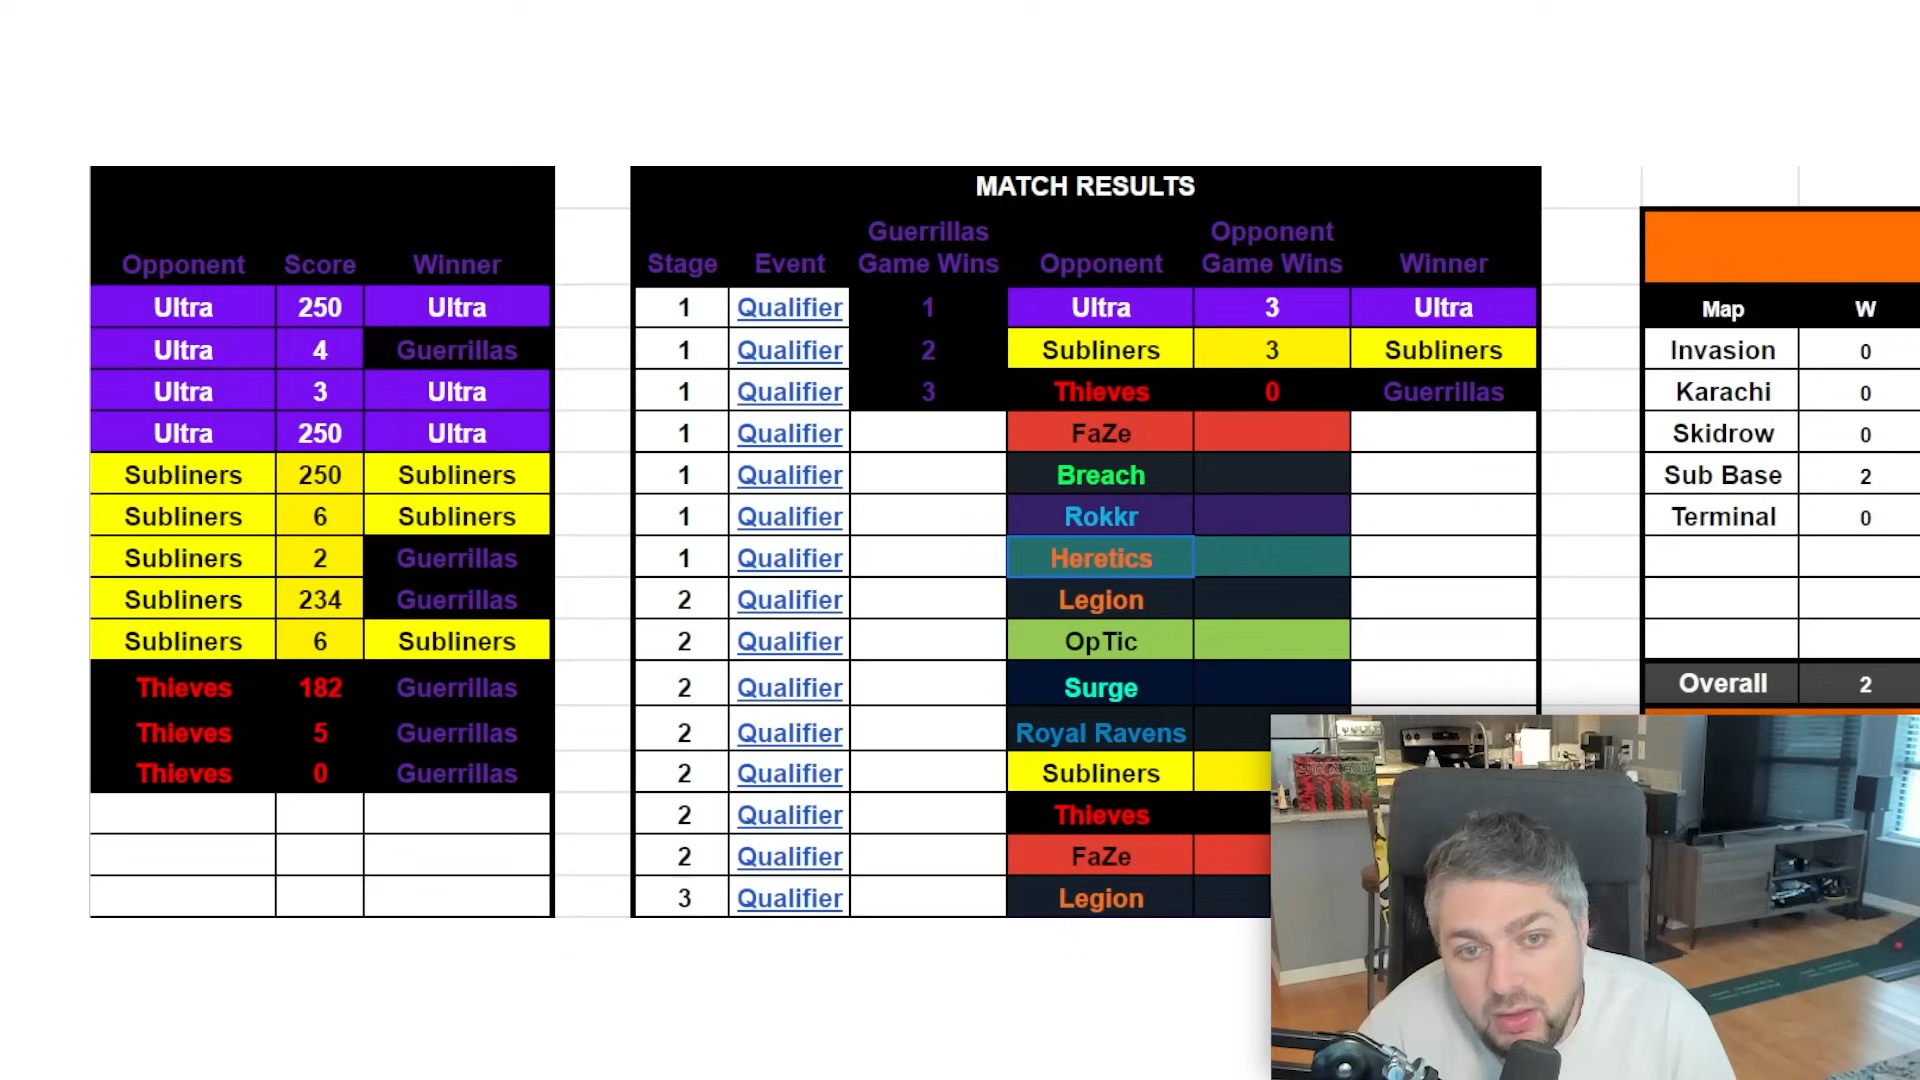 Opponent Score Winner
Ultra 250 Ultra
Ultra 4 Guerrillas
Ultra 3 Ultra
Ultra 250 Ultra
Subliners 250 Subliners
Subliners 6 Subliners
Subliners 2 Guerrillas
Subliners 234 Guerrillas
Subliners 6 Subliners
Thieves 182 Guerrillas
Thieves 5 Guerrillas
Thieves 0 Guerrillas
MATCH RESULTS
Guerrillas Opponent
Stage Event Game Wins Opponent Game Wins Winner
1 Qualifier 1 Ultra 3 Ultra
1 Qualifier 2 Subliners 3 Subliners
1 Qualifier 3 Thieves 0 Guerrillas
1 Qualifier FaZe
1 Qualifier Breach
1 Qualifier Rokkr
1 Qualifier Heretics
2 Qualifier Legion
2 Qualifier OpTic
2 Qualifier Surge
2 Qualifier Royal Ravens
2 Qualifier Subliners
2 Qualifier Thieves
2 Qualifier FaZe
3 Qualifier Legion
Map W
Invasion 0
Karachi 0
Skidrow 0
Sub Base 2
Terminal 0
Overall 2